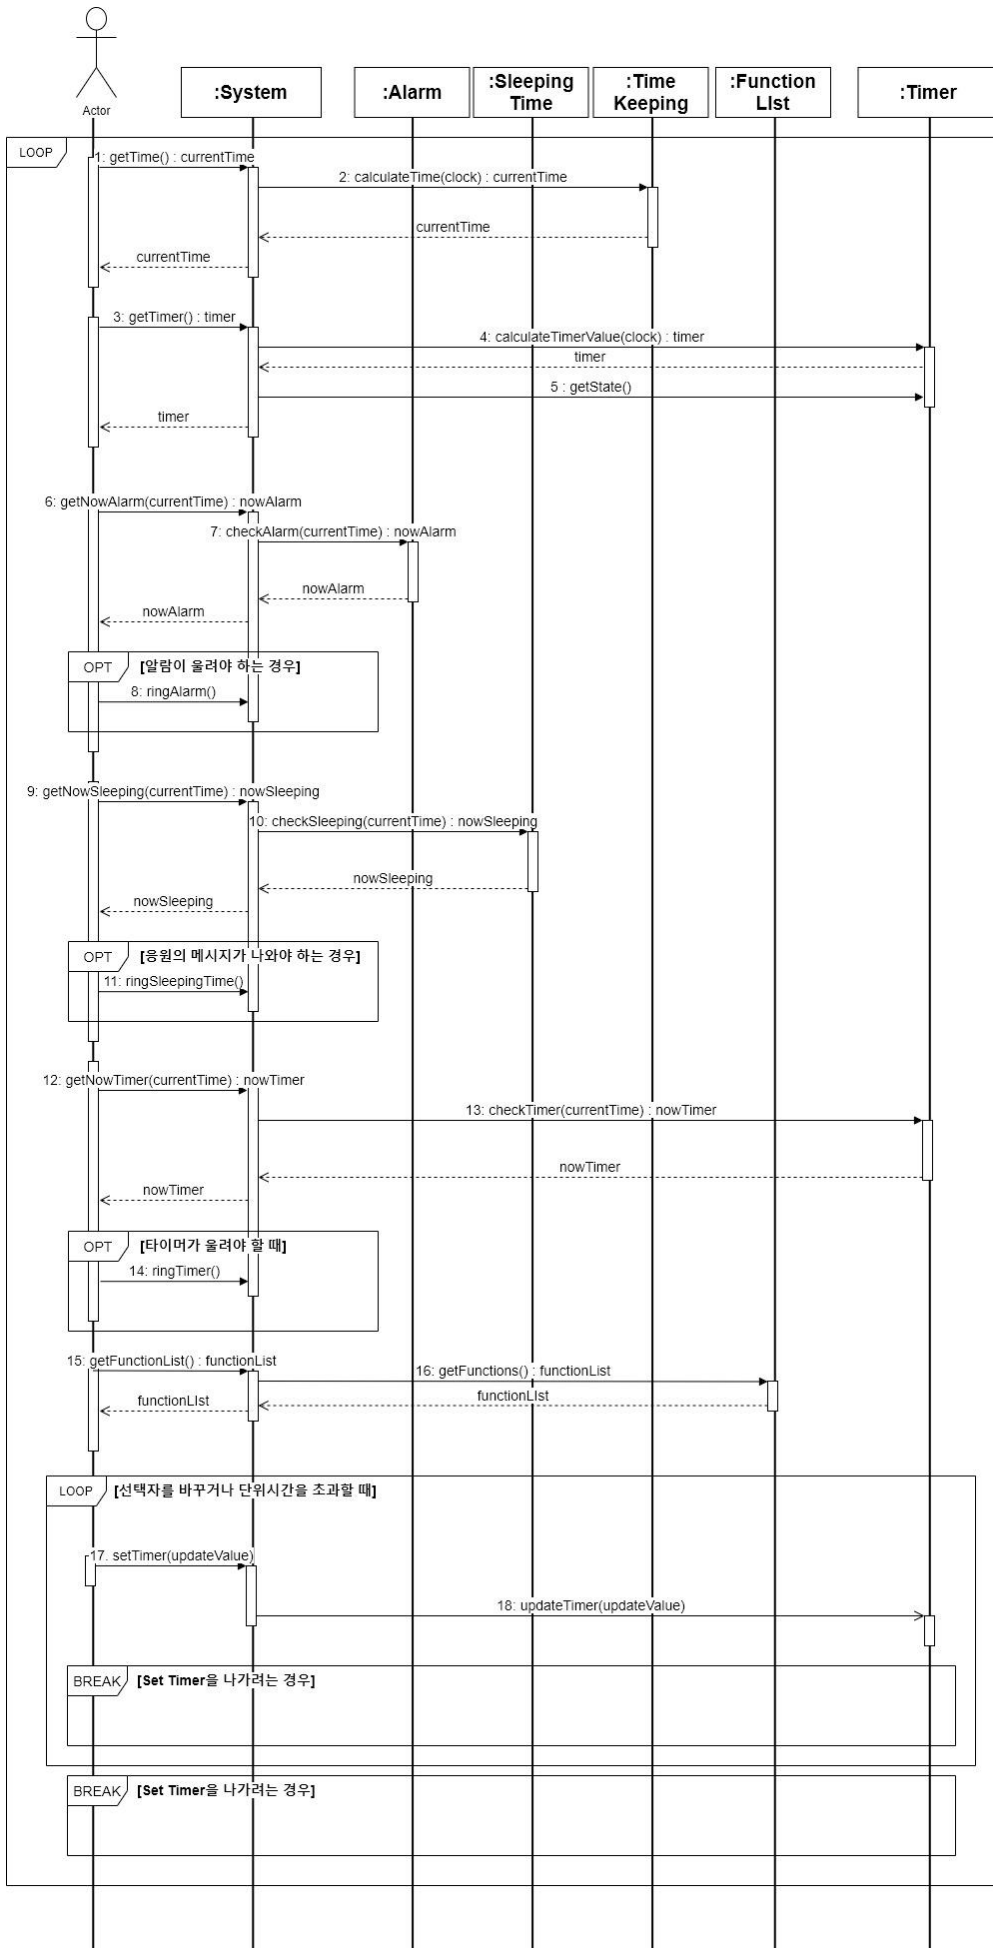 Actor
:System
:Alarm
:Sleeping
Time
:Time
Keeping
:Function
LIst
:Timer
LOOP
1: getTime() : currentTime
2: calculateTime(clock) : currentTime
currentTime
currentTime
3: getTimer() : timer
4: calculateTimerValue(clock) : timer
timer
5 : getState()
timer
6: getNowAlarm(currentTime) : nowAlarm
7: checkAlarm(currentTime) : nowAlarm
nowAlarm
nowAlarm
OPT [알람이 울려야 하는 경우]
8: ringAlarm()
9: getNowSleeping(currentTime) : nowSleeping
10: checkSleeping(currentTime) : nowSleeping
nowSleeping
nowSleeping
OPT [응원의 메시지가 나와야 하는 경우]
11: ringSleepingTime()
12: getNowTimer(currentTime) : nowTimer
13: checkTimer(currentTime) : nowTimer
nowTimer
nowTimer
OPT [타이머가 울려야 할 때]
14: ringTimer()
15: getFunctionList() : functionList
16: getFunctions() : functionList
functionLIst
functionLIst
LOOP [선택자를 바꾸거나 단위시간을 초과할 때]
17. setTimer(updateValue)
18: updateTimer(updateValue)
BREAK [Set Timer을 나가려는 경우]
BREAK [Set Timer을 나가려는 경우]